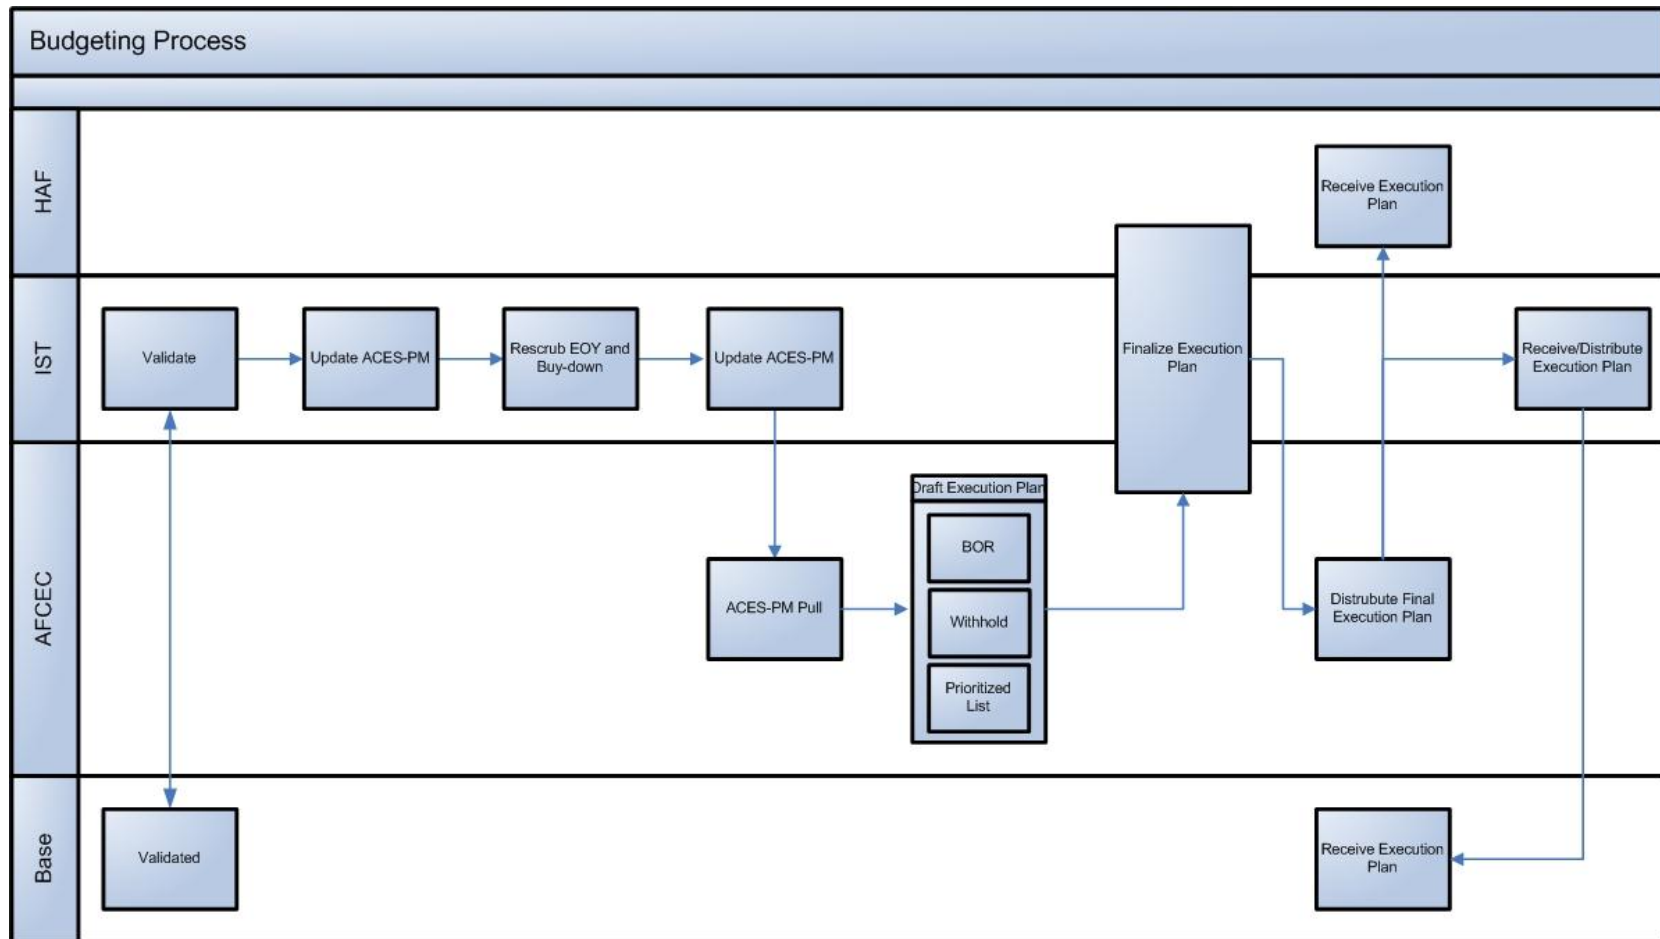 Budgeting Process
HAF
Receive Execution
Plan
IST
Validate
Update ACES-PM
Rescrub EOY and
Buy-down
Update ACES-PM
Finalize Execution
Plan
Receive/Distribute
Execution Plan
AFCEC
ACES-PM Pull
Draft Execution Plan
BOR
Withhold
Prioritized
List
Distrubute Final
Execution Plan
Base
Validated
Receive Execution
Plan